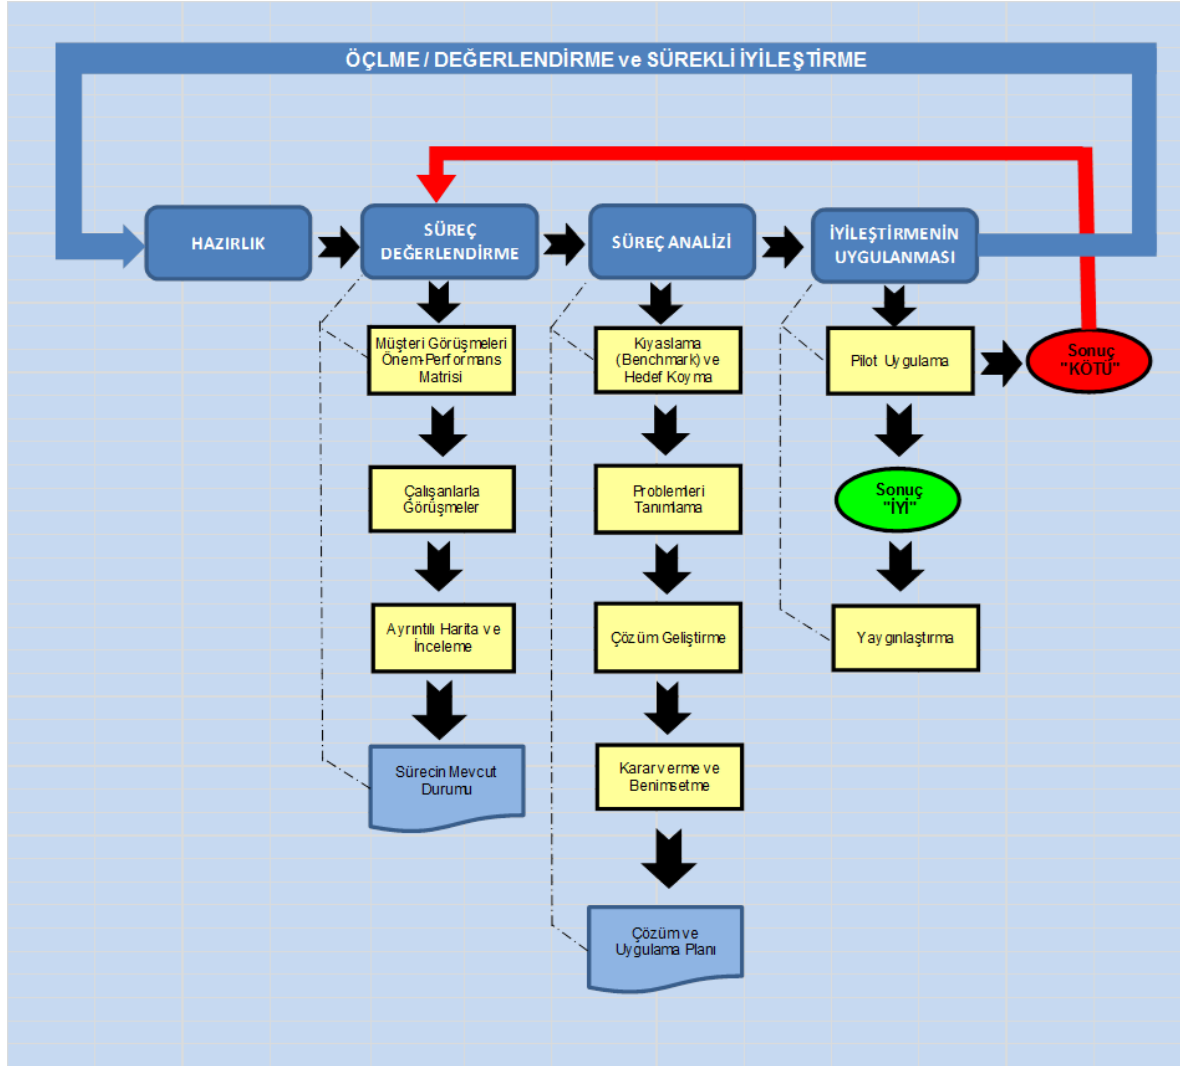 ÖÇLME / DEĞERLENDİRME ve SÜREKLİ İYİLEŞTİRME
HAZIRLIK
SÜREÇ
DEĞERLENDİRME
SÜREÇ ANALİZİ
İYİLEŞTİRMENİN
UYGULANMASI
Müşteri Görüşmeleri
Önem-Performans
Matrisi
Çalışanlarla
Görüşmeler
Ayrıntılı Harita ve
İnceleme
Sürecin Mevcut
Durumu
Kıyaslama
(Benchmark) ve
Hedef Koyma
Problemleri
Tanımlama
Çözüm Geliştirme
Karar verme ve
Benimsetme
Çözüm ve
Uygulama Planı
Pilot Uygulama
Sonuç
"KÖTÜ"
Sonuç
"İYİ"
Yaygınlaştırma